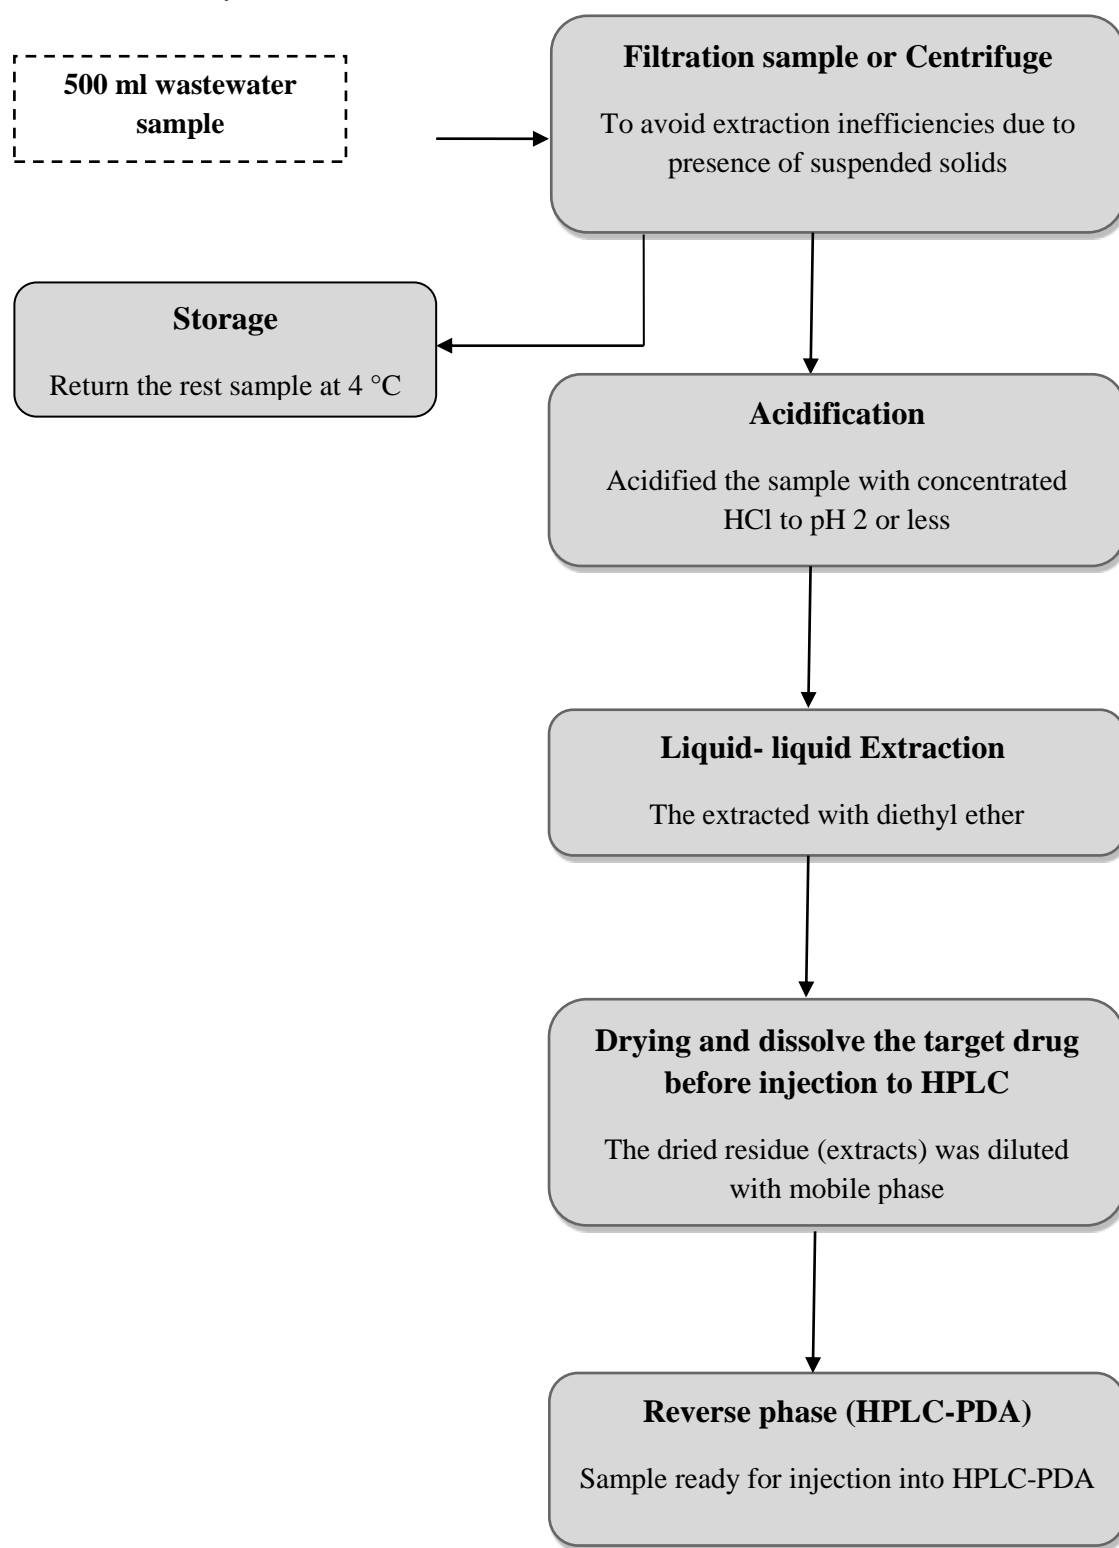 500 ml wastewater
sample
Filtration sample or Centrifuge
To avoid extraction inefficiencies due to
presence of suspended solids
Storage
Return the rest sample at 4 °C
Acidification
Acidified the sample with concentrated
HCl to pH 2 or less
Liquid- liquid Extraction
The extracted with diethyl ether
Drying and dissolve the target drug
before injection to HPLC
The dried residue (extracts) was diluted
with mobile phase
Reverse phase (HPLC-PDA)
Sample ready for injection into HPLC-PDA